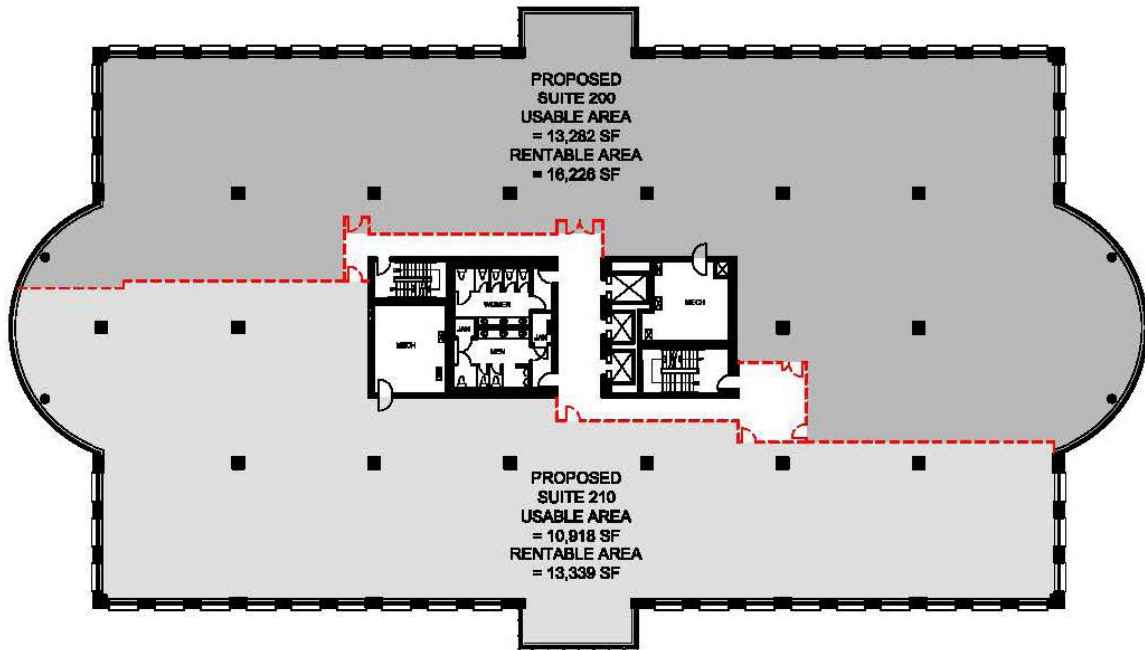 PROPOSED
SUITE 200
USABLE AREA
= 13,282 SF
RENTABLE AREA
= 16,226 SF
WOMEN
MECH
JAN
JAN
MECH
MEN
PROPOSED
SUITE 210
USABLE AREA
= 10,918 SF
RENTABLE AREA
= 13,339 SF